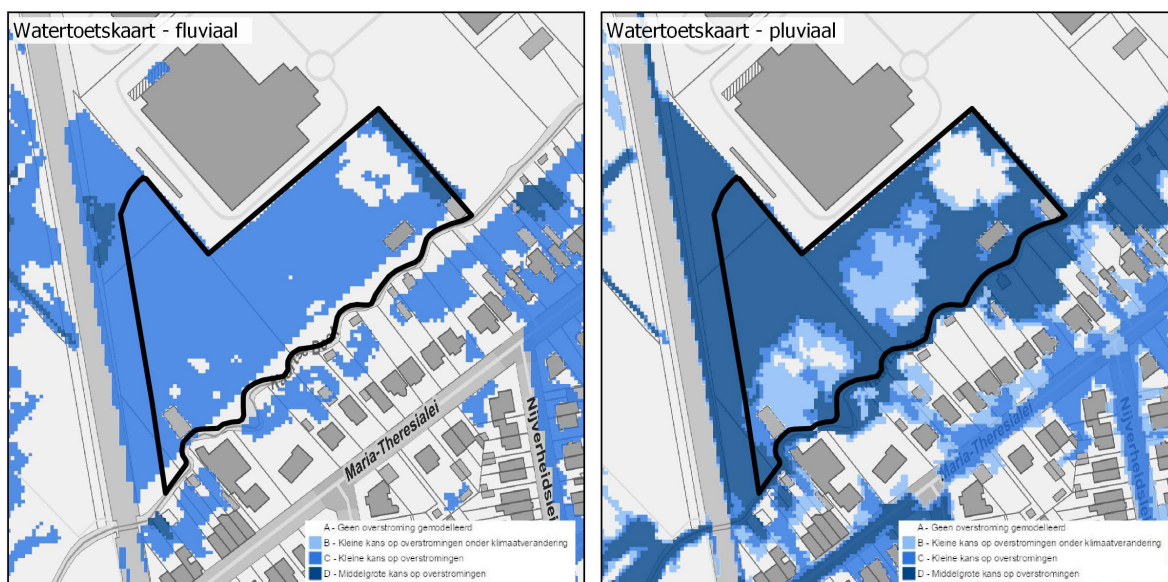 Watertoetskaart - fluviaal
Maria-Theresialei
Nijverheidslei
A - Geen overstroming gemodelleerd
B - Kleine kans op overstromingen onder klimaatverandering
C - Kleine kans op overstromingen
D - Middelgrote kans op overstromingen
Watertoetskaart - pluviaal
Maria-Theresialei
Nijverheidslei
A - Geen overstroming gemodelleerd
B - Kleine kans op overstromingen onder klimaatverandering
C - Kleine kans op overstromingen
D - Middelgrote kans op overstromingen